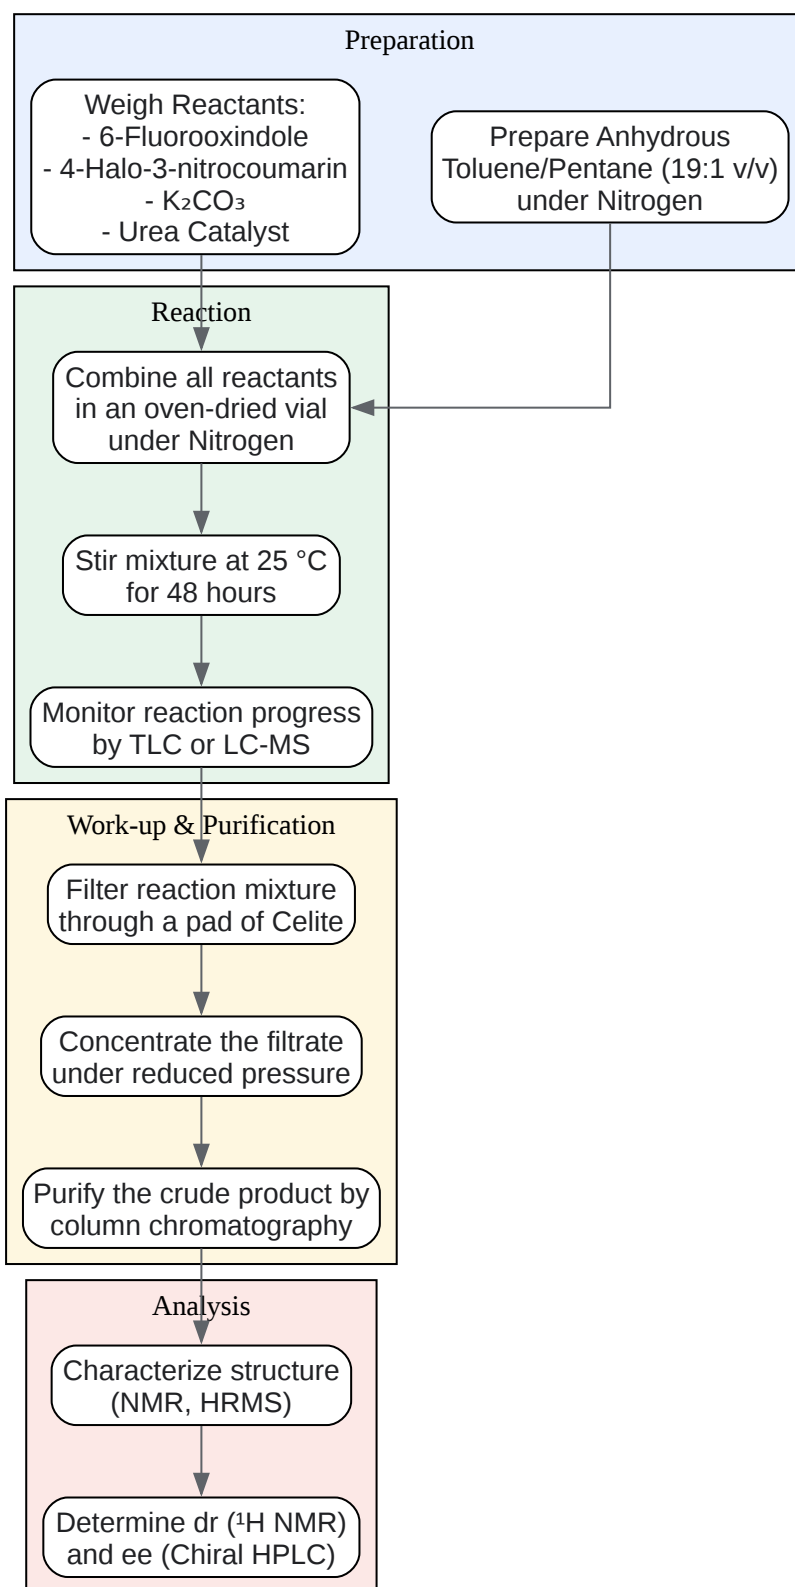 Preparation
Weigh Reactants:
- 6-Fluorooxindole
- 4-Halo-3-nitrocoumarin
- K₂CO₃
- Urea Catalyst
Prepare Anhydrous
Toluene/Pentane (19:1 v/v)
under Nitrogen
Reaction
Combine all reactants
in an oven-dried vial
under Nitrogen
Stir mixture at 25 °C
for 48 hours
Monitor reaction progress
by TLC or LC-MS
Work-up & Purification
Filter reaction mixture
through a pad of Celite
Concentrate the filtrate
under reduced pressure
Purify the crude product by
column chromatography
Analysis
Characterize structure
(NMR, HRMS)
Determine dr (¹H NMR)
and ee (Chiral HPLC)